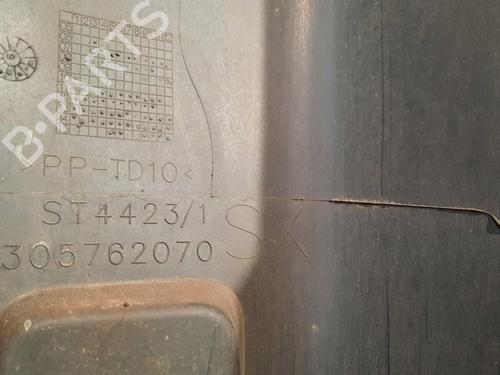 B-PARTS
>PP-TD10<
ST4423/1
SX
305762070